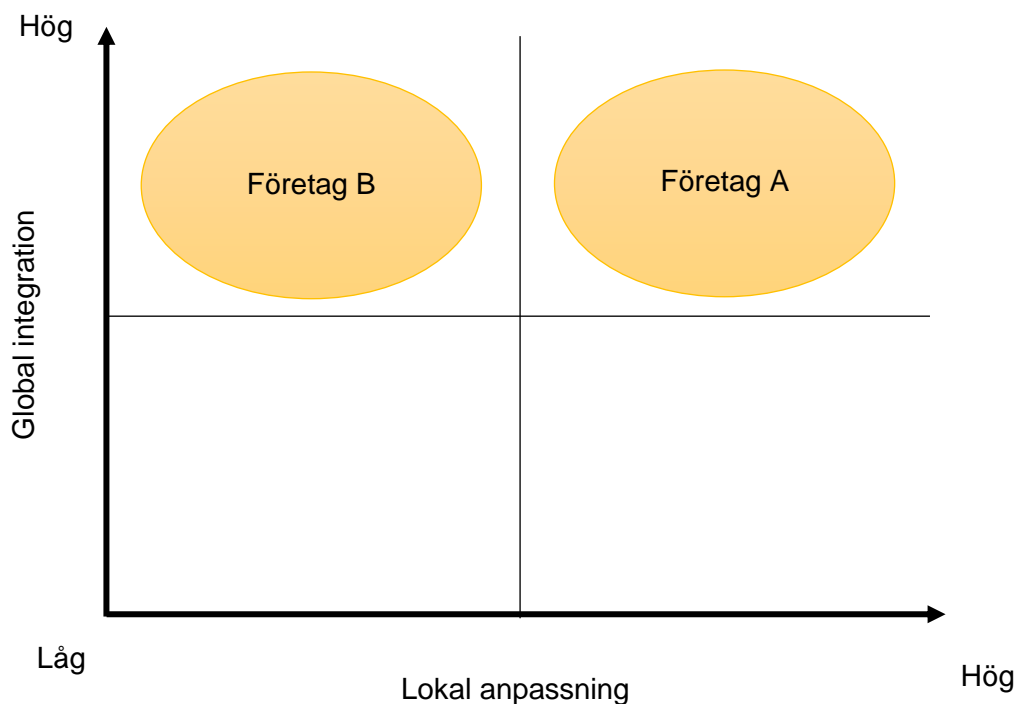 Hög
Företag B
Företag A
Global integration
Låg
Lokal anpassning
Hög